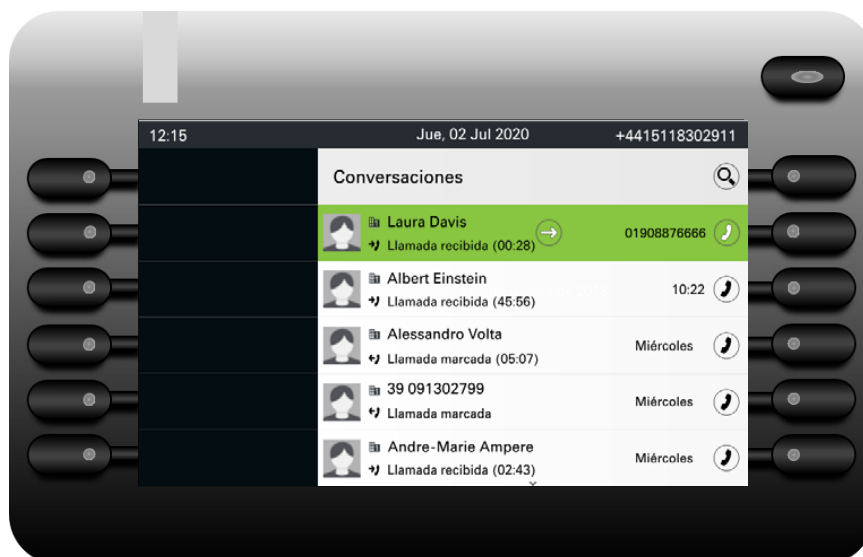 12:15 Jue, 02 Jul 2020 +4415118302911
Conversaciones
Laura Davis
Llamada recibida (00:28) 01908876666
Albert Einstein
Llamada recibida (45:56) 10:22
Alessandro Volta
Llamada marcada (05:07) Miércoles
39 091302799
Llamada marcada Miércoles
Andre-Marie Ampere
Llamada recibida (02:43) Miércoles